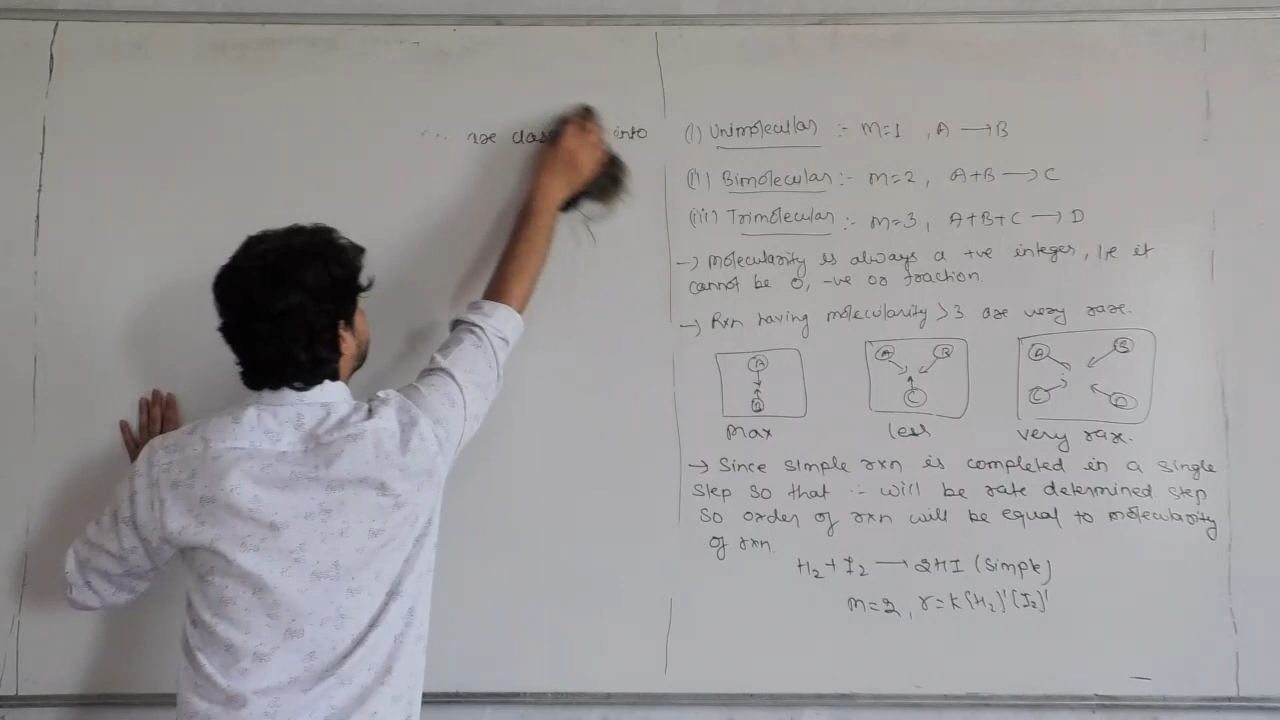 are clas into
(i) Unimolecular :- m=1 , A → B
(ii) Bimolecular :- m=2 , A+B → C
(iii) Trimolecular :- m=3 , A+B+C → D
→ Molecularity is always a +ve integer, i.e it
cannot be 0, -ve or fraction.
→ Rxn having molecularity > 3 are very rare.
A B
A B C
A B C D
Max less very rare.
→ Since simple rxn is completed in a single
step so that :- will be rate determined step
so order of rxn will be equal to molecularity
of rxn.
H₂ + I₂ → 2HI (Simple)
m=2, r=K[H₂]¹[I₂]¹